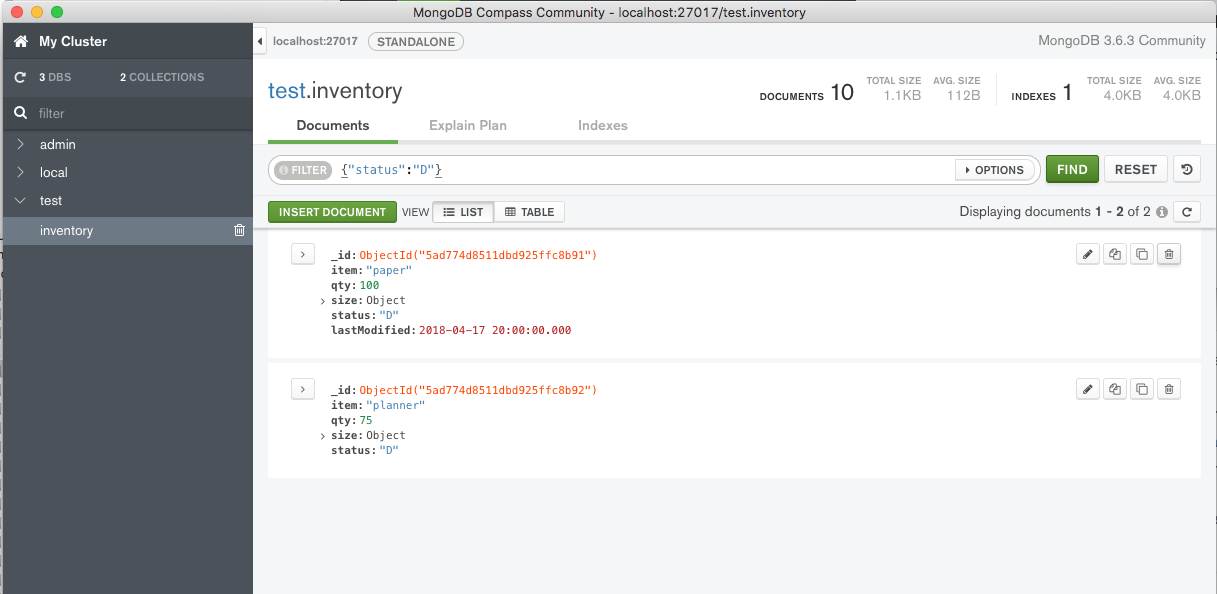 MongoDB Compass Community - localhost:27017/test.inventory
My Cluster
3 DBS 2 COLLECTIONS
filter
admin
local
test
inventory
localhost:27017 STANDALONE MongoDB 3.6.3 Community
test.inventory
DOCUMENTS 10 TOTAL SIZE 1.1KB AVG. SIZE 112B INDEXES 1 TOTAL SIZE 4.0KB AVG. SIZE 4.0KB
Documents Explain Plan Indexes
FILTER {"status":"D"} OPTIONS FIND RESET
INSERT DOCUMENT VIEW LIST TABLE Displaying documents 1 - 2 of 2
_id:ObjectId("5ad774d8511dbd925ffc8b91")
item:"paper"
qty:100
size:Object
status:"D"
lastModified:2018-04-17 20:00:00.000
_id:ObjectId("5ad774d8511dbd925ffc8b92")
item:"planner"
qty:75
size:Object
status:"D"